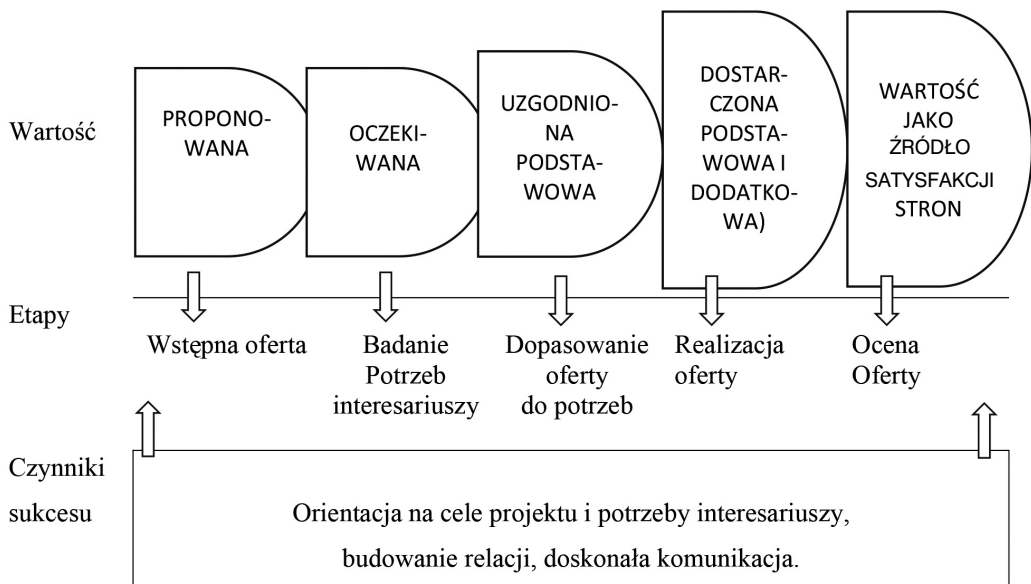 Wartość
PROPONO-
WANA
OCZEKI-
WANA
UZGODNIO-
NA
PODSTA-
WOWA
DOSTAR-
CZONA
PODSTA-
WOWA I
DODATKO-
WA)
WARTOŚĆ
JAKO
ŹRÓDŁO
SATYSFAKCJI
STRON
Etapy
Wstępna oferta
Badanie
Potrzeb
interesariuszy
Dopasowanie
oferty
do potrzeb
Realizacja
oferty
Ocena
Oferty
Czynniki
sukcesu
Orientacja na cele projektu i potrzeby interesariuszy,
budowanie relacji, doskonała komunikacja.